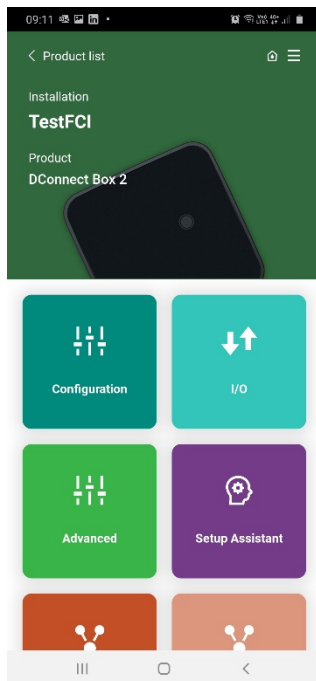 09:11
Product list
Installation
TestFCI
Product
DConnect Box 2
Configuration
I/O
Advanced
Setup Assistant